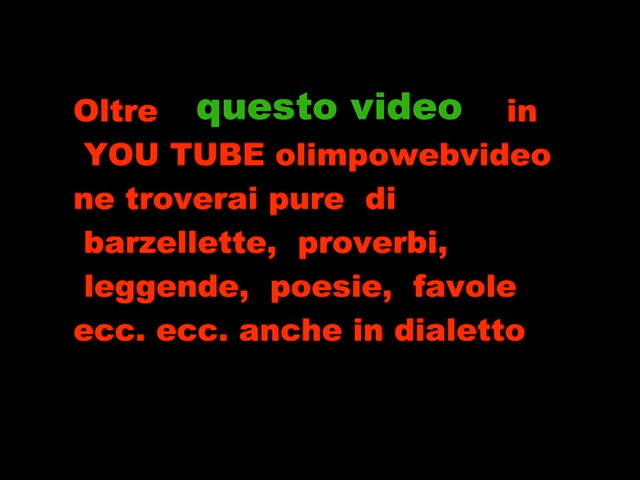 Oltre questo video in
YOU TUBE olimpowebvideo
ne troverai pure di
barzellette, proverbi,
leggende, poesie, favole
ecc. ecc. anche in dialetto